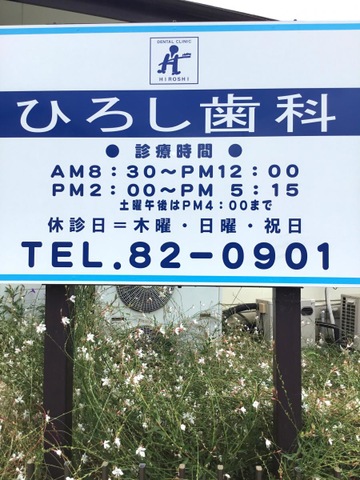 DENTAL CLINIC
HIROSHI
ひろし歯科
● 診療時間 ●
AM8：30〜PM12：00
PM2：00〜PM 5：15
土曜午後はPM4：00まで
休診日＝木曜・日曜・祝日
TEL.82-0901